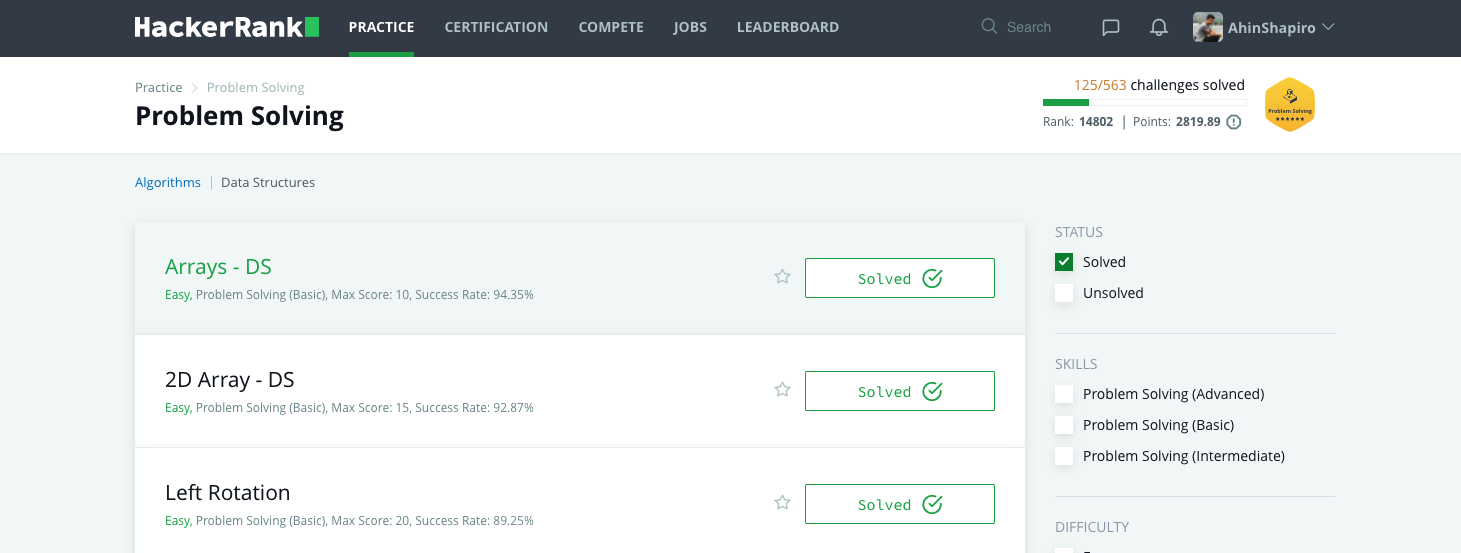 HackerRank PRACTICE CERTIFICATION COMPETE JOBS LEADERBOARD Search AhinShapiro
Practice > Problem Solving
Problem Solving
125/563 challenges solved
Rank: 14802 | Points: 2819.89
Problem Solving
Algorithms | Data Structures
Arrays - DS
Easy, Problem Solving (Basic), Max Score: 10, Success Rate: 94.35%
Solved
2D Array - DS
Easy, Problem Solving (Basic), Max Score: 15, Success Rate: 92.87%
Solved
Left Rotation
Easy, Problem Solving (Basic), Max Score: 20, Success Rate: 89.25%
Solved
STATUS
Solved
Unsolved
SKILLS
Problem Solving (Advanced)
Problem Solving (Basic)
Problem Solving (Intermediate)
DIFFICULTY